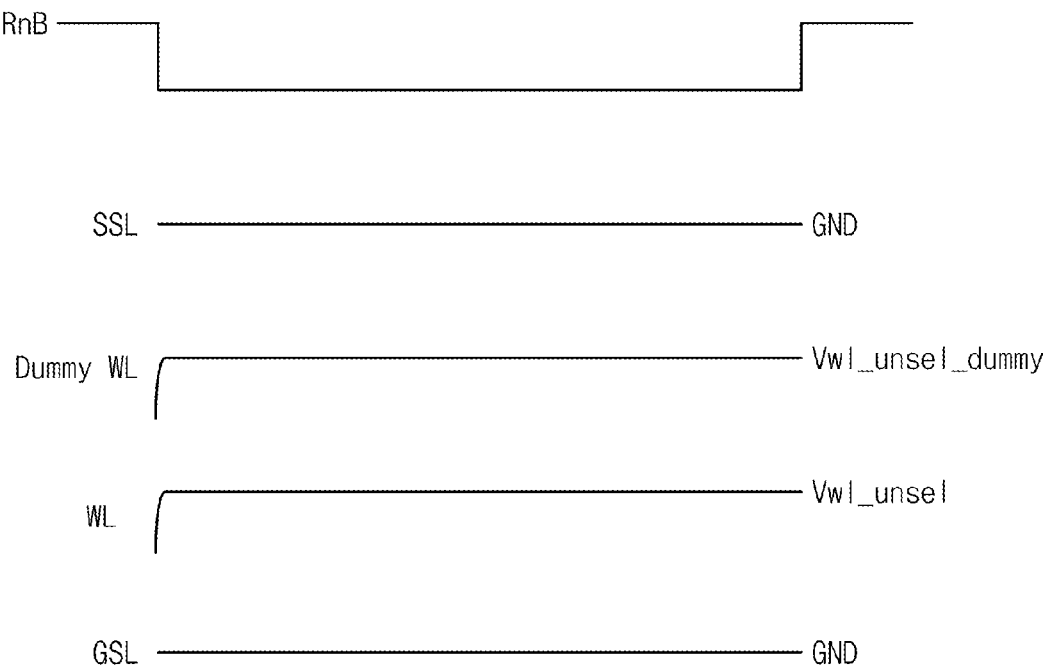 RnB
SSL GND
Dummy WL Vwl_unsel_dummy
WL Vwl_unsel
GSL GND